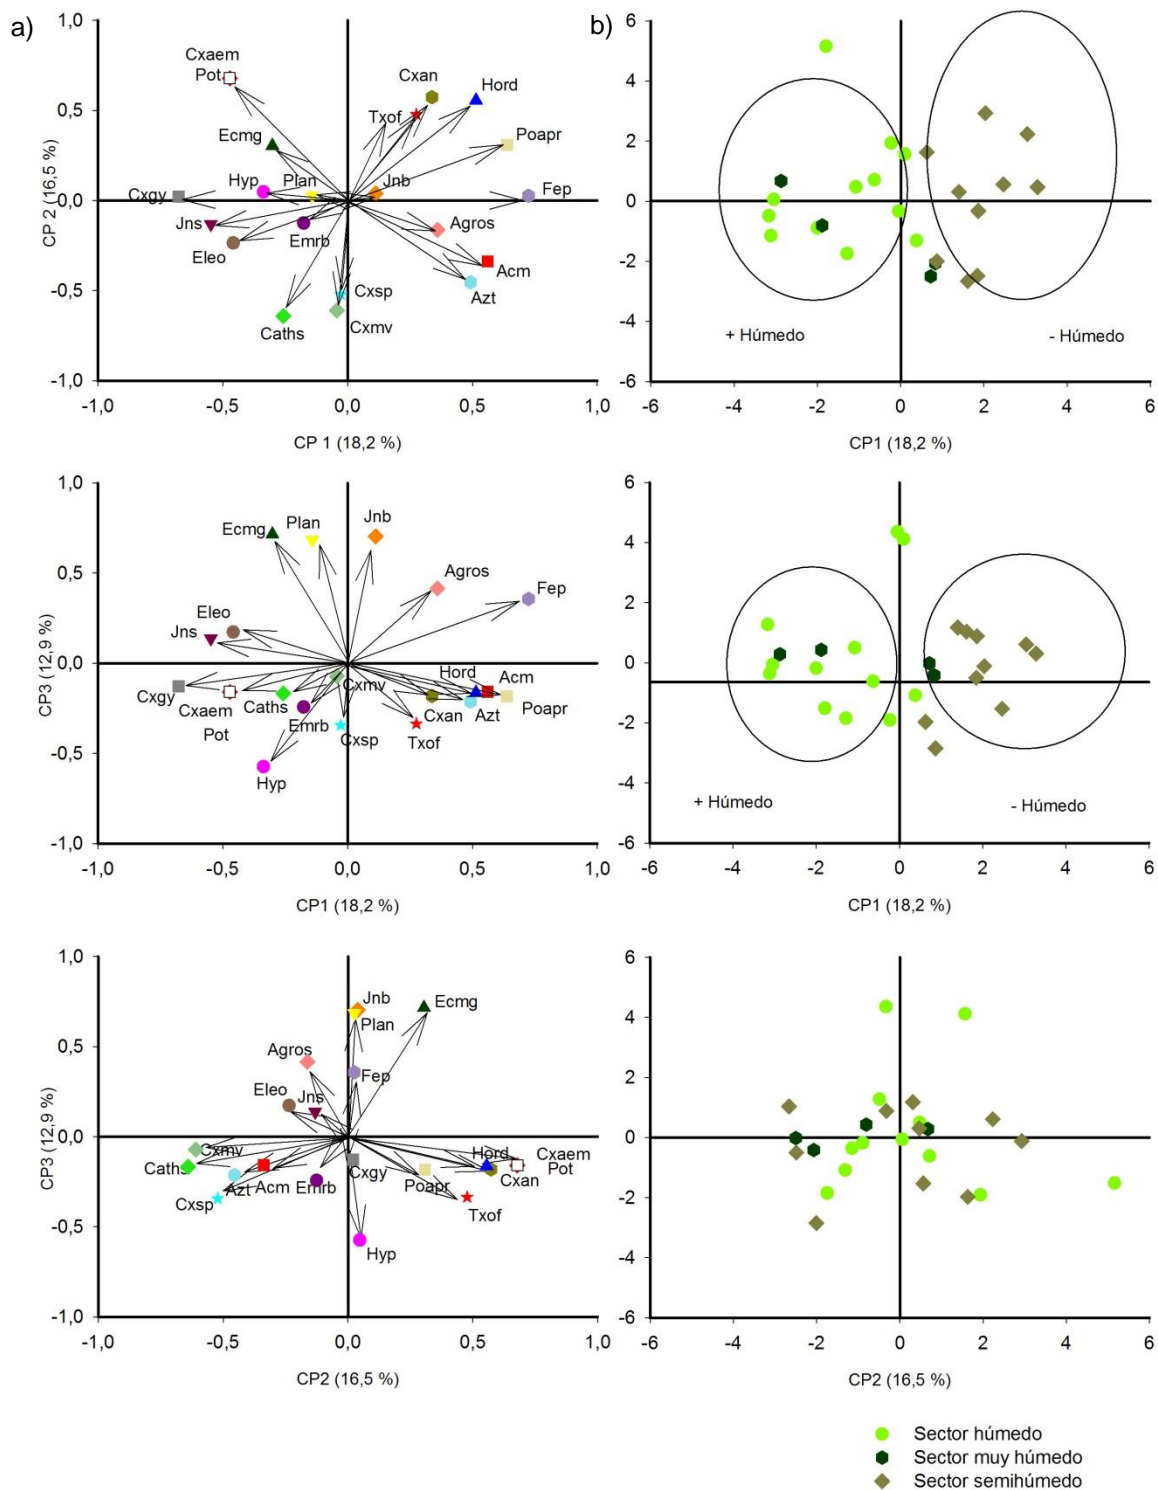 a)
1,0
0,5
0,0
-0,5
-1,0
CP 2 (16,5 %)
Cxaem
Pot
Cxan
Hord
Txof
Ecmg
Poapr
Hyp
Plan
Jnb
Cxgy
Fep
Jns
Emrb
Agros
Eleo
Acm
Cxsp
Azt
Caths
Cxmv
-1,0 -0,5 0,0 0,5 1,0
CP 1 (18,2 %)
b)
6
4
2
0
-2
-4
-6
+ Húmedo
- Húmedo
-6 -4 -2 0 2 4 6
CP1 (18,2 %)
1,0
0,5
0,0
-0,5
-1,0
CP3 (12,9 %)
Ecmg
Plan
Jnb
Agros
Fep
Eleo
Jns
Hord
Acm
Cxgy
Cxmv
Cxaem
Caths
Cxan
Azt
Poapr
Pot
Emrb
Cxsp
Txof
Hyp
-1,0 -0,5 0,0 0,5 1,0
CP1 (18,2 %)
6
4
2
0
-2
-4
-6
+ Húmedo
- Húmedo
-6 -4 -2 0 2 4 6
CP1 (18,2 %)
1,0
0,5
0,0
-0,5
-1,0
CP3 (12,9 %)
Jnb
Ecmg
Plan
Agros
Fep
Eleo
Jns
Cxmv
Hord
Cxaem
Caths
Cxgy
Pot
Azt
Acm
Emrb
Poapr
Cxan
Cxsp
Txof
Hyp
-1,0 -0,5 0,0 0,5 1,0
CP2 (16,5 %)
6
4
2
0
-2
-4
-6
-6 -4 -2 0 2 4 6
CP2 (16,5 %)
Sector húmedo
Sector muy húmedo
Sector semihúmedo